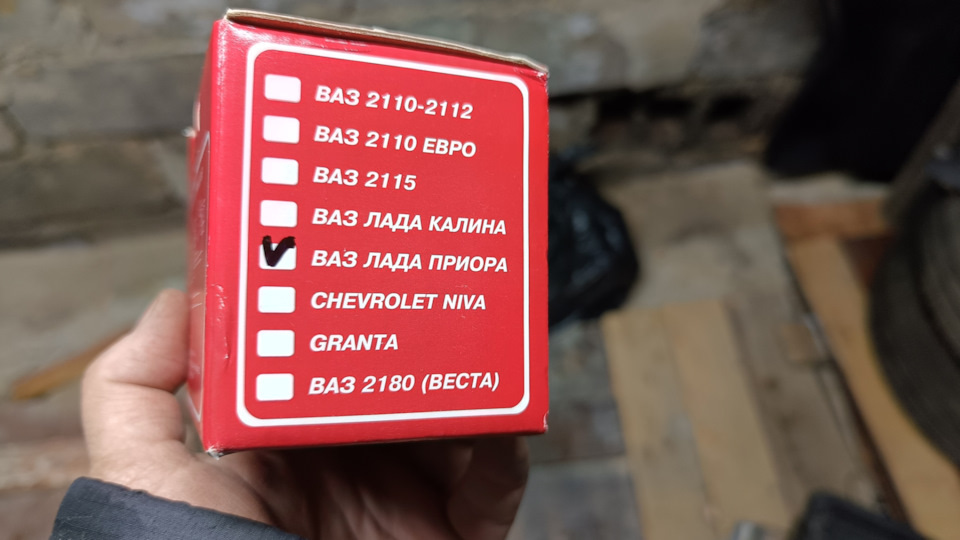 ВАЗ 2110-2112
ВАЗ 2110 ЕВРО
ВАЗ 2115
ВАЗ ЛАДА КАЛИНА
ВАЗ ЛАДА ПРИОРА
CHEVROLET NIVA
GRANTA
ВАЗ 2180 (ВЕСТА)